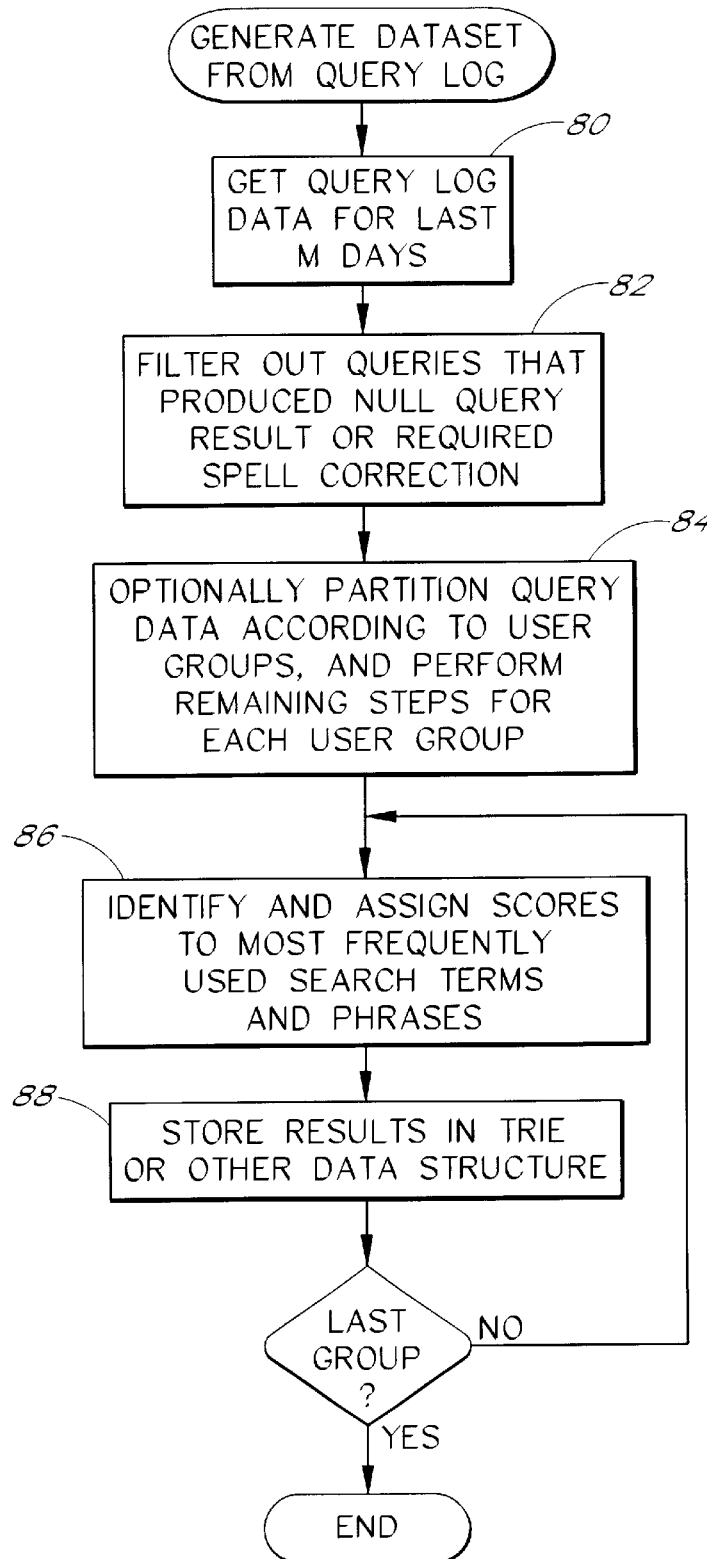 GENERATE DATASET
FROM QUERY LOG
80
GET QUERY LOG
DATA FOR LAST
M DAYS
82
FILTER OUT QUERIES THAT
PRODUCED NULL QUERY
RESULT OR REQUIRED
SPELL CORRECTION
84
OPTIONALLY PARTITION QUERY
DATA ACCORDING TO USER
GROUPS, AND PERFORM
REMAINING STEPS FOR
EACH USER GROUP
86
IDENTIFY AND ASSIGN SCORES
TO MOST FREQUENTLY
USED SEARCH TERMS
AND PHRASES
88
STORE RESULTS IN TRIE
OR OTHER DATA STRUCTURE
LAST
GROUP
?
NO
YES
END